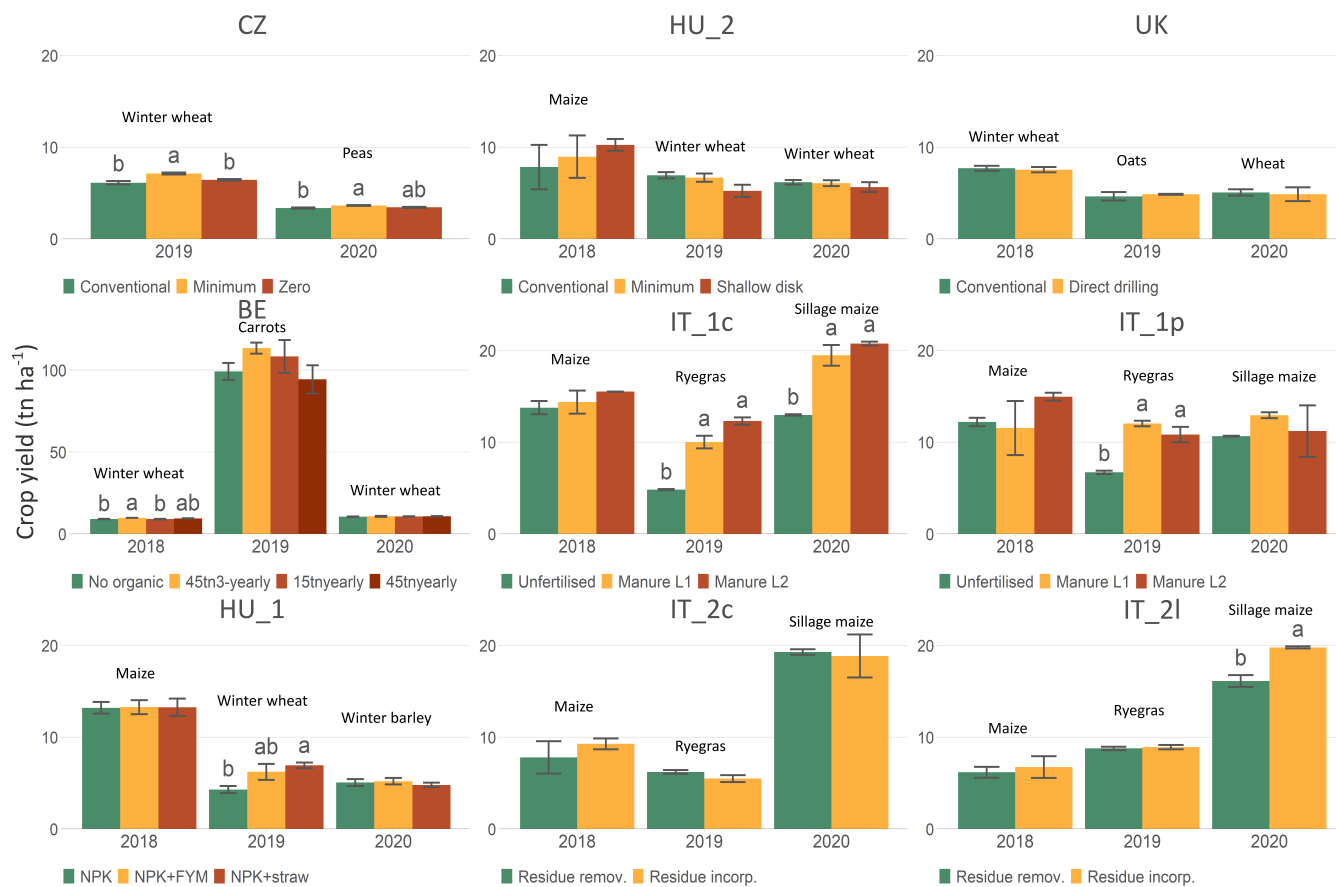 CZ
HU_2
UK
20
10
0
Winter wheat
b
a
b
Peas
b
a
ab
2019
2020
Conventional
Minimum
Zero
20
10
0
Maize
Winter wheat
Winter wheat
2018
2019
2020
Conventional
Minimum
Shallow disk
20
10
0
Winter wheat
Oats
Wheat
2018
2019
2020
Conventional
Direct drilling
Crop yield (tn ha-1)
BE
Carrots
100
50
0
Winter wheat
b
a
b
ab
Winter wheat
2018
2019
2020
No organic
45tn3-yearly
15tnyearly
45tnyearly
IT_1c
Sillage maize
20
10
0
Maize
Ryegras
b
a
a
b
a
a
2018
2019
2020
Unfertilised
Manure L1
Manure L2
IT_1p
20
10
0
Maize
Ryegras
Sillage maize
b
a
a
2018
2019
2020
Unfertilised
Manure L1
Manure L2
HU_1
20
10
0
Maize
Winter wheat
b
ab
a
Winter barley
2018
2019
2020
NPK
NPK+FYM
NPK+straw
IT_2c
20
10
0
Maize
Ryegras
Sillage maize
2018
2019
2020
Residue remov.
Residue incorp.
IT_2l
20
10
0
Maize
Ryegras
Sillage maize
b
a
2018
2019
2020
Residue remov.
Residue incorp.